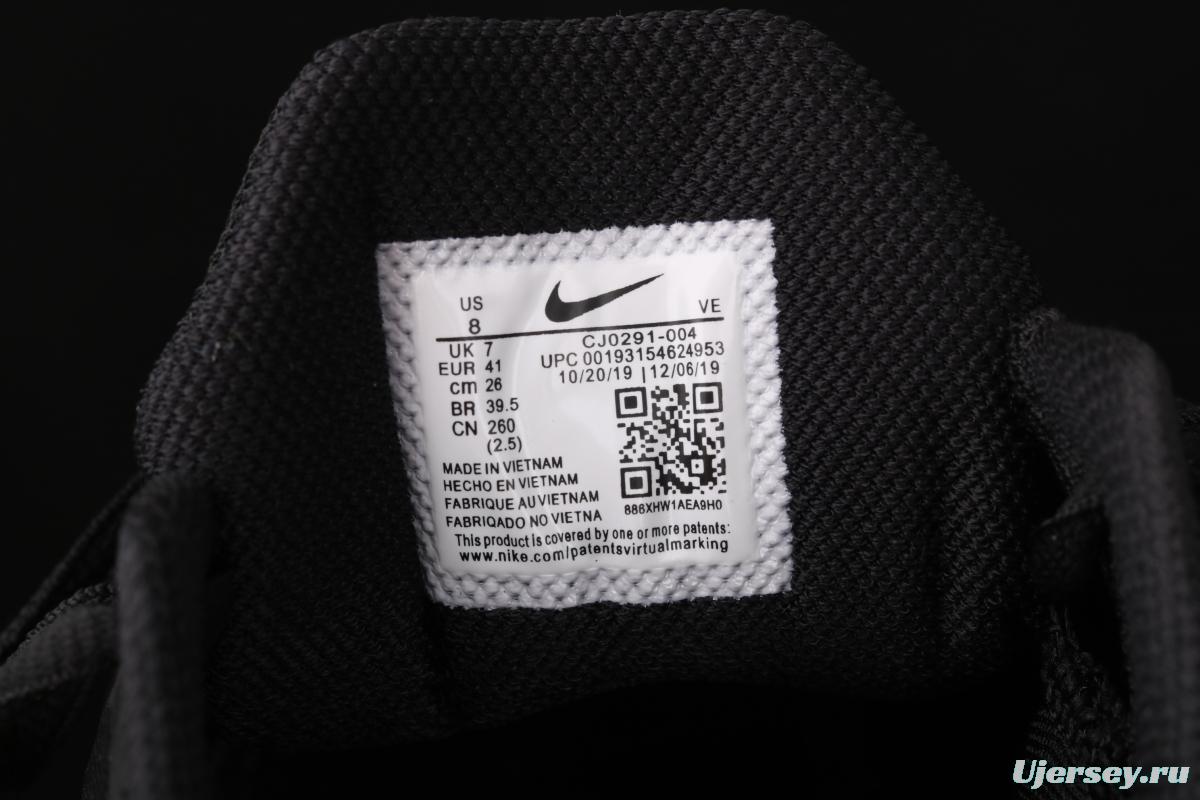 US VE
8
CJ0291-004
UK 7
UPC 00193154624953
EUR 41
10/20/19 | 12/06/19
cm 26
BR 39.5
CN 260
(2.5)
MADE IN VIETNAM
HECHO EN VIETNAM
FABRIQUE AU VIETNAM
FABRIQADO NO VIETNA
886XHW1AEA9H0
This product is covered by one or more patents:
www.nike.com/patentsvirtualmarking
Ujersey.ru